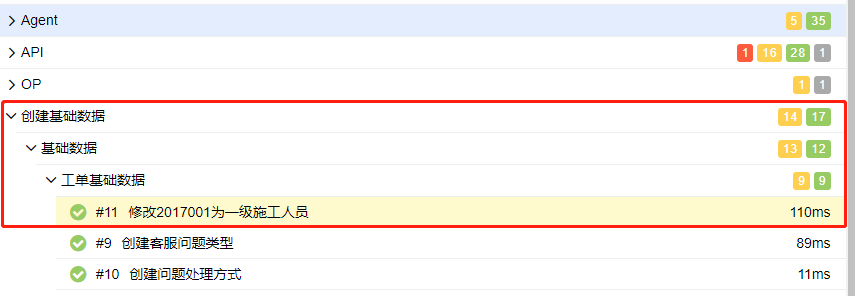 Agent 5 35
API 1 16 28 1
OP 1 1
创建基础数据 14 17
基础数据 13 12
工单基础数据 9 9
#11 修改2017001为一级施工人员 110ms
#9 创建客服问题类型 89ms
#10 创建问题处理方式 11ms